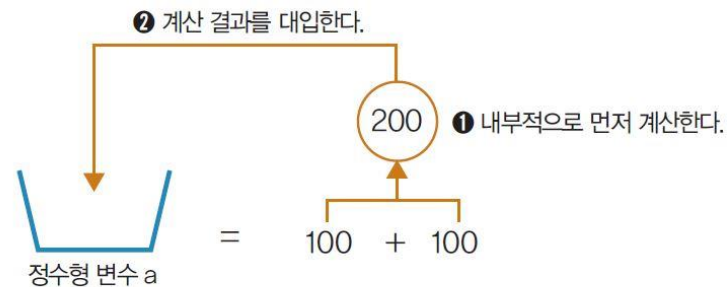 ❷ 계산 결과를 대입한다.
200
❶ 내부적으로 먼저 계산한다.
= 100 + 100
정수형 변수 a